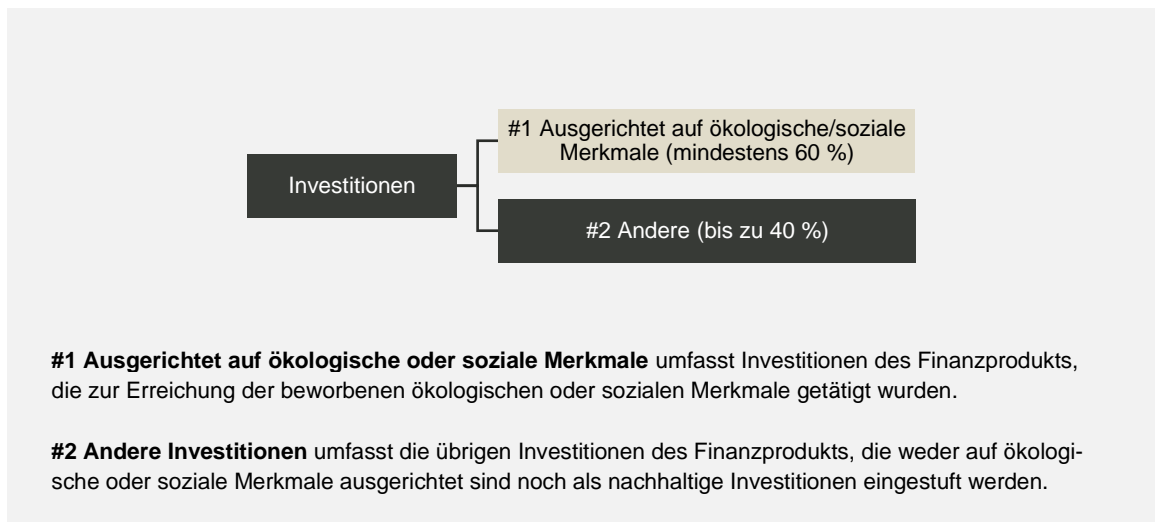 #1 Ausgerichtet auf ökologische/soziale
Merkmale (mindestens 60 %)
Investitionen
#2 Andere (bis zu 40 %)
#1 Ausgerichtet auf ökologische oder soziale Merkmale umfasst Investitionen des Finanzprodukts,
die zur Erreichung der beworbenen ökologischen oder sozialen Merkmale getätigt wurden.
#2 Andere Investitionen umfasst die übrigen Investitionen des Finanzprodukts, die weder auf ökologi-
sche oder soziale Merkmale ausgerichtet sind noch als nachhaltige Investitionen eingestuft werden.